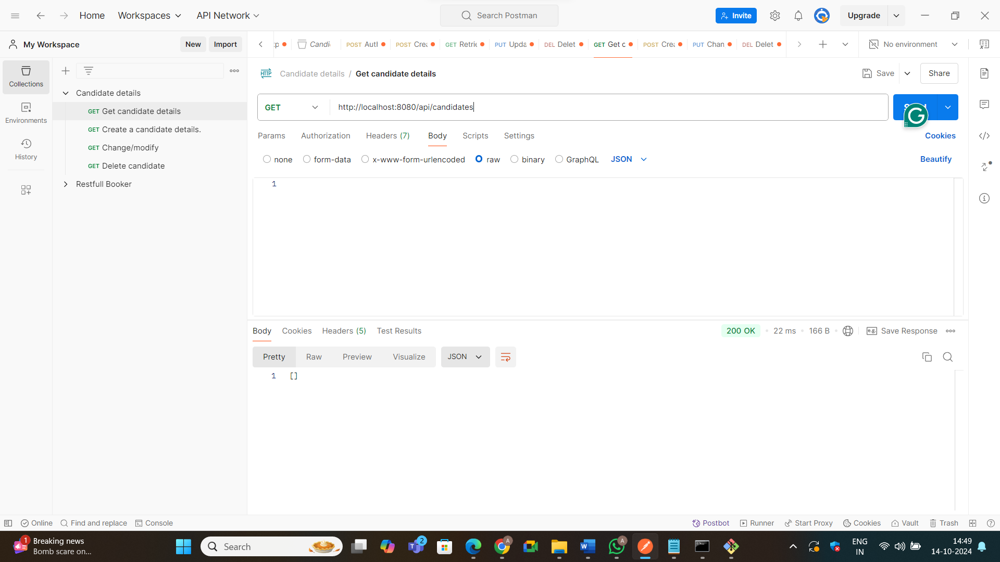 Home Workspaces API Network Search Postman Invite Upgrade
My Workspace New Import
Candi POST Autl POST Crea GET Retrie PUT Upda DEL Delet GET Get c POST Crea PUT Chan DEL Delet No environment
Collections
Environments
History
Candidate details
GET Get candidate details
GET Create a candidate details.
GET Change/modify
GET Delete candidate
Restfull Booker
HTTP Candidate details / Get candidate details Save Share
GET http://localhost:8080/api/candidates
Params Authorization Headers (7) Body Scripts Settings Cookies
none form-data x-www-form-urlencoded raw binary GraphQL JSON Beautify
1
Body Cookies Headers (5) Test Results 200 OK 22 ms 166 B e.g. Save Response
Pretty Raw Preview Visualize JSON
1 []
Online Find and replace Console Postbot Runner Start Proxy Cookies Vault Trash
1 Breaking news
Bomb scare on...
Search
2
A
A
ENG
IN
14:49
14-10-2024